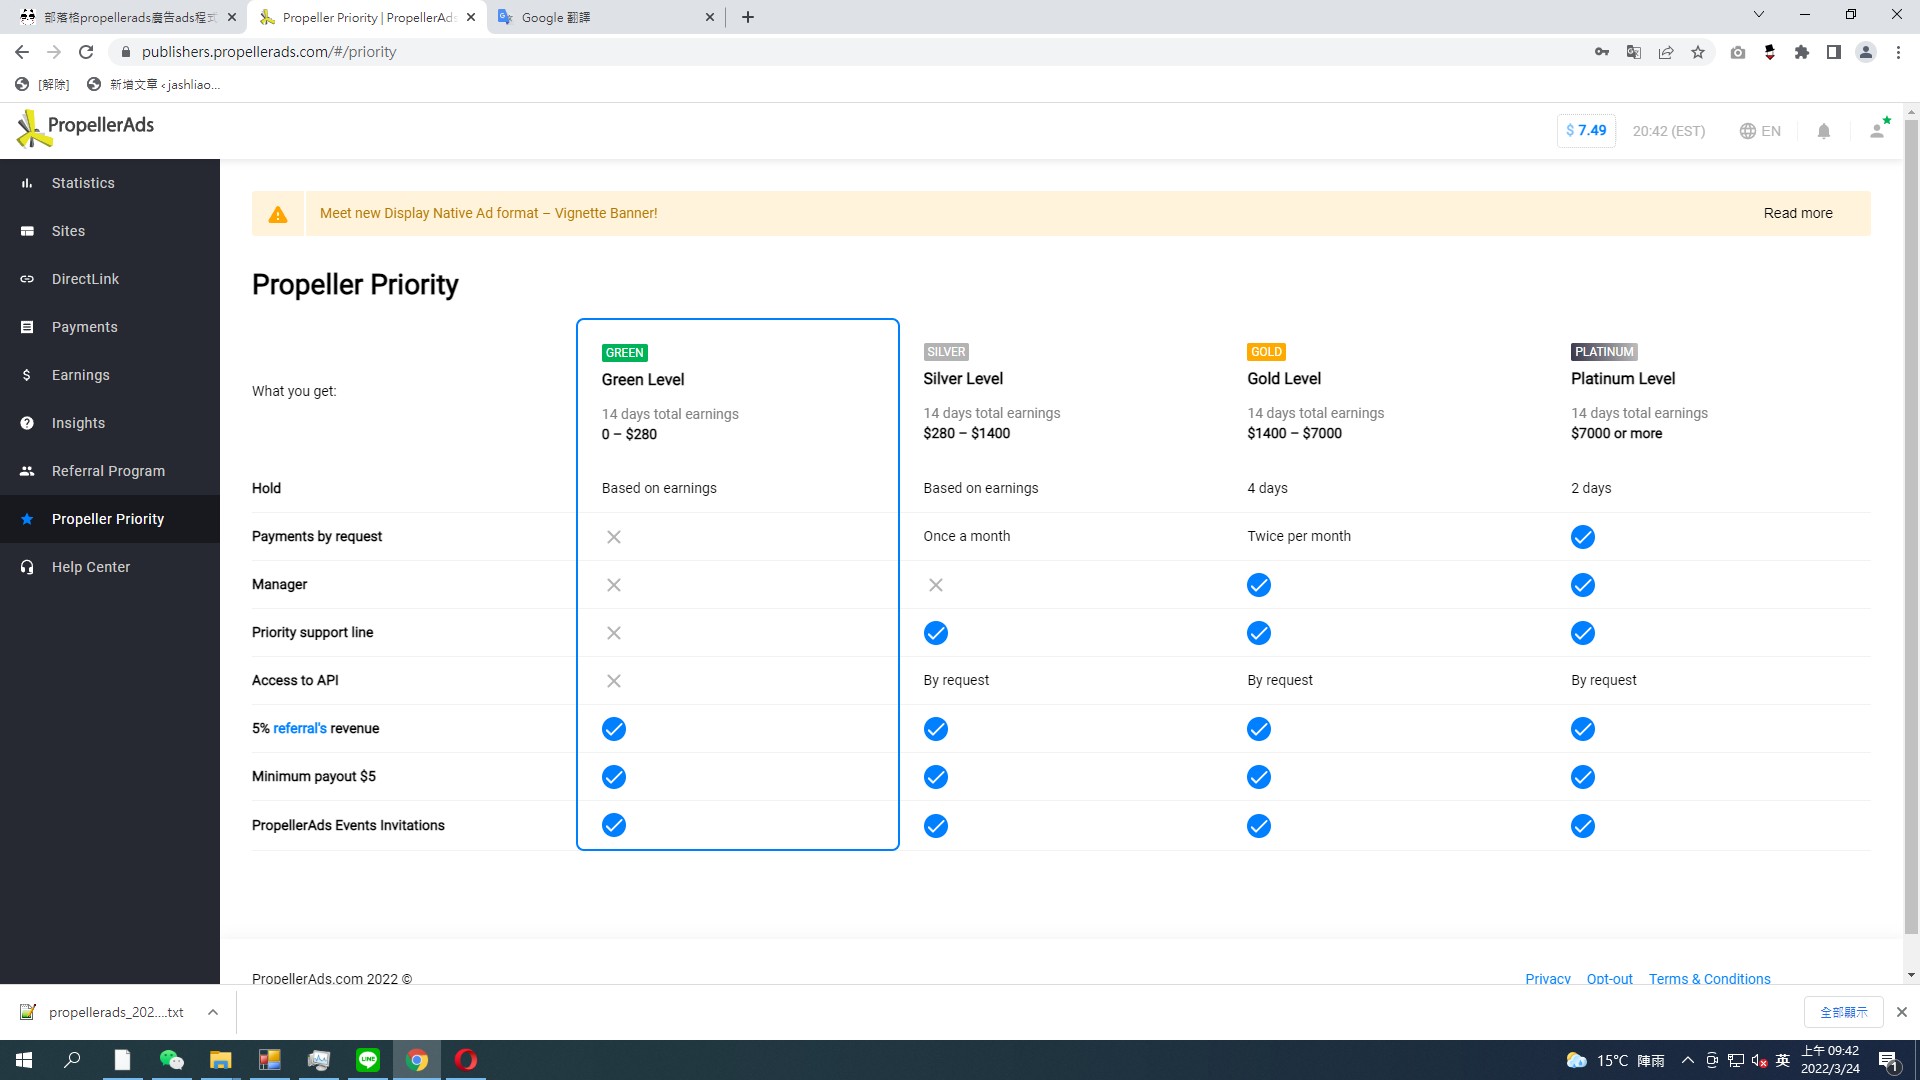 部落格propellerads廣告ads程式
Propeller Priority | PropellerAds
Google 翻譯
publishers.propellerads.com/#/priority
[解除]
新增文章 ‹ jashliao...
PropellerAds
$ 7.49
20:42 (EST)
EN
Statistics
Sites
DirectLink
Payments
Earnings
Insights
Referral Program
Propeller Priority
Help Center
Meet new Display Native Ad format – Vignette Banner!
Read more
Propeller Priority
What you get:
GREEN
Green Level
14 days total earnings
0 – $280
SILVER
Silver Level
14 days total earnings
$280 – $1400
GOLD
Gold Level
14 days total earnings
$1400 – $7000
PLATINUM
Platinum Level
14 days total earnings
$7000 or more
Hold Based on earnings Based on earnings 4 days 2 days
Payments by request Once a month Twice per month
Manager
Priority support line
Access to API By request By request By request
5% referral's revenue
Minimum payout $5
PropellerAds Events Invitations
PropellerAds.com 2022 ©
Privacy Opt-out Terms & Conditions
propellerads_202....txt
全部顯示
15°C 陣雨
英
上午 09:42
2022/3/24
1